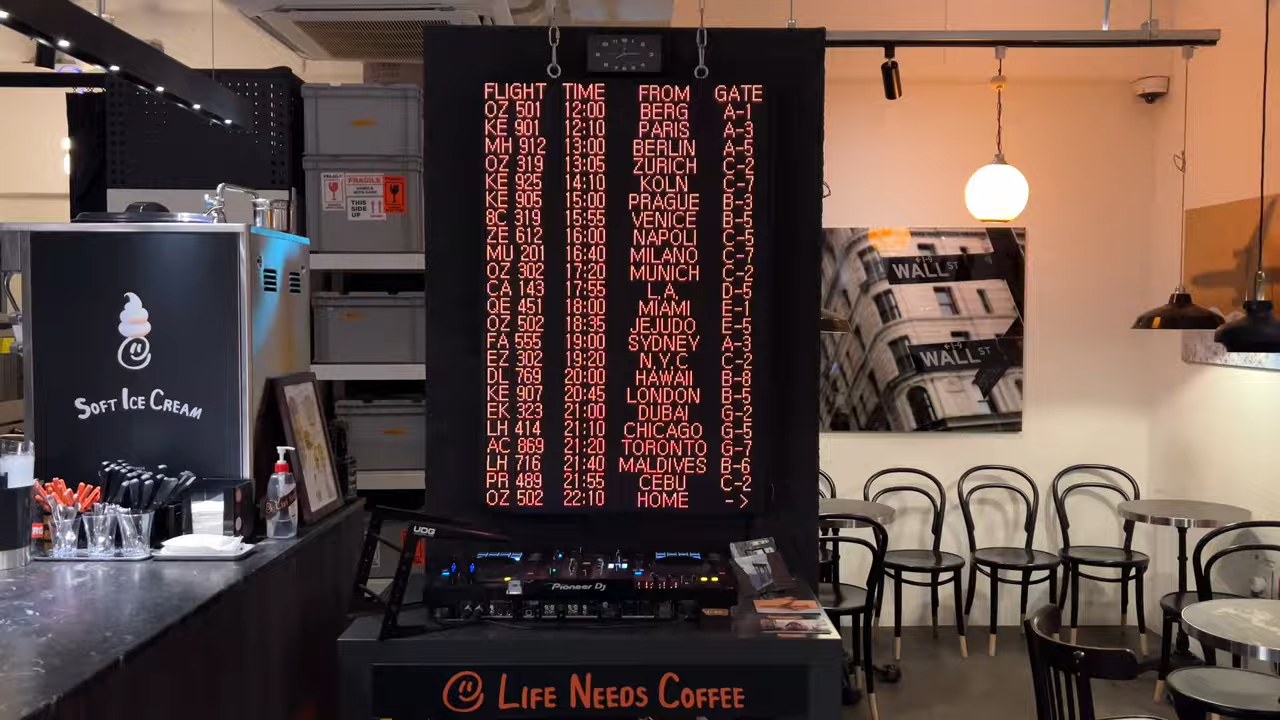 FLIGHT TIME FROM GATE
OZ 501 12:00 BERG A-1
KE 901 12:10 PARIS A-3
MH 912 13:00 BERLIN A-5
OZ 319 13:05 ZURICH C-2
KE 925 14:10 KOLN C-7
KE 905 15:00 PRAGUE B-3
8C 319 15:55 VENICE B-5
ZE 612 16:00 NAPOLI C-5
MU 201 16:40 MILANO C-7
OZ 302 17:20 MUNICH C-2
CA 143 17:55 L.A, D-5
QE 451 18:00 MIAMI E-1
OZ 502 18:35 JEJUDO E-5
FA 555 19:00 SYDNEY A-3
EZ 302 19:20 N,Y,C C-2
DL 769 20:00 HAWAII B-8
KE 907 20:45 LONDON B-5
EK 323 21:00 DUBAI G-2
LH 414 21:10 CHICAGO G-5
AC 869 21:20 TORONTO G-7
LH 716 21:40 MALDIVES B-6
PR 489 21:55 CEBU C-2
OZ 502 22:10 HOME ->
FRAGILE
THIS
SIDE
UP
SOFT ICE CREAM
WALL ST
WALL ST
UDG
Pioneer Dj
LIFE NEEDS COFFEE